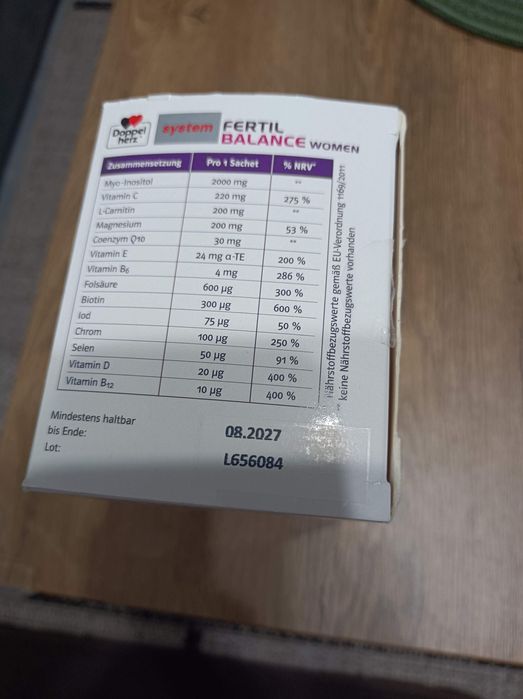 Doppel herz®
system
FERTIL
BALANCE WOMEN
Zusammensetzung Pro 1 Sachet % NRV*
Myo-Inositol 2000 mg **
Vitamin C 220 mg 275 %
L-Carnitin 200 mg **
Magnesium 200 mg 53 %
Coenzym Q10 30 mg **
Vitamin E 24 mg α-TE 200 %
Vitamin B6 4 mg 286 %
Folsäure 600 µg 300 %
Biotin 300 µg 600 %
Iod 75 µg 50 %
Chrom 100 µg 250 %
Selen 50 µg 91 %
Vitamin D 20 µg 400 %
Vitamin B12 10 µg 400 %
Nährstoffbezugswerte gemäß EU-Verordnung 1169/2011
** keine Nährstoffbezugswerte vorhanden
Mindestens haltbar
bis Ende: 08.2027
Lot: L656084